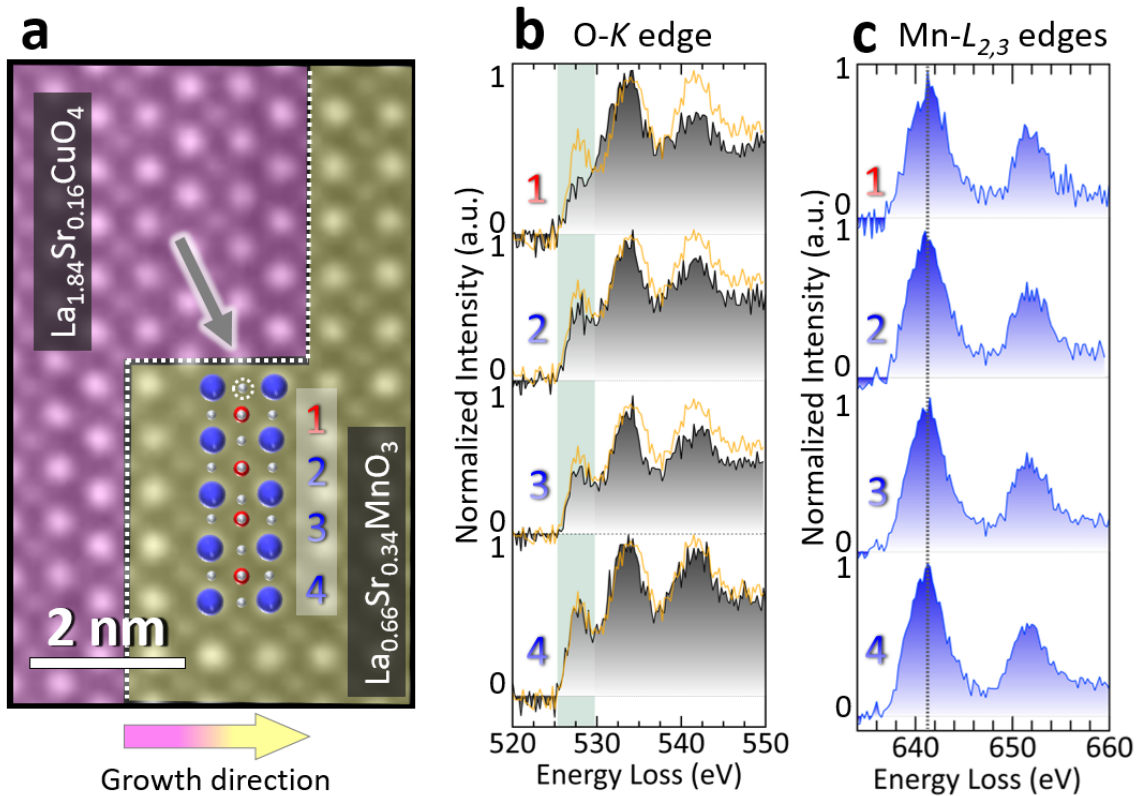 a
La1.84Sr0.16CuO4
1
2
3
4
La0.66Sr0.34MnO3
2 nm
Growth direction
b O-K edge
Normalized Intensity (a.u.)
1
0
1
1
0
1
2
0
1
3
0
1
4
0
520 530 540 550
Energy Loss (eV)
c Mn-L2,3 edges
Normalized Intensity (a.u.)
1
1
0
1
2
0
1
3
0
1
4
0
640 650 660
Energy Loss (eV)